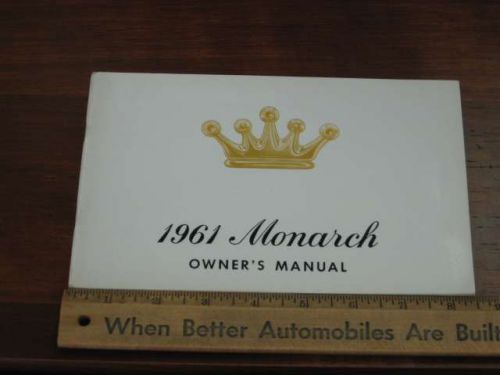 1961 Monarch
OWNER'S MANUAL
When Better Automobiles Are Built